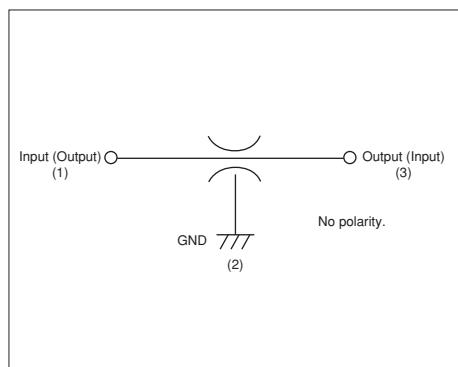 Input (Output)
(1)
Output (Input)
(3)
No polarity.
GND
(2)